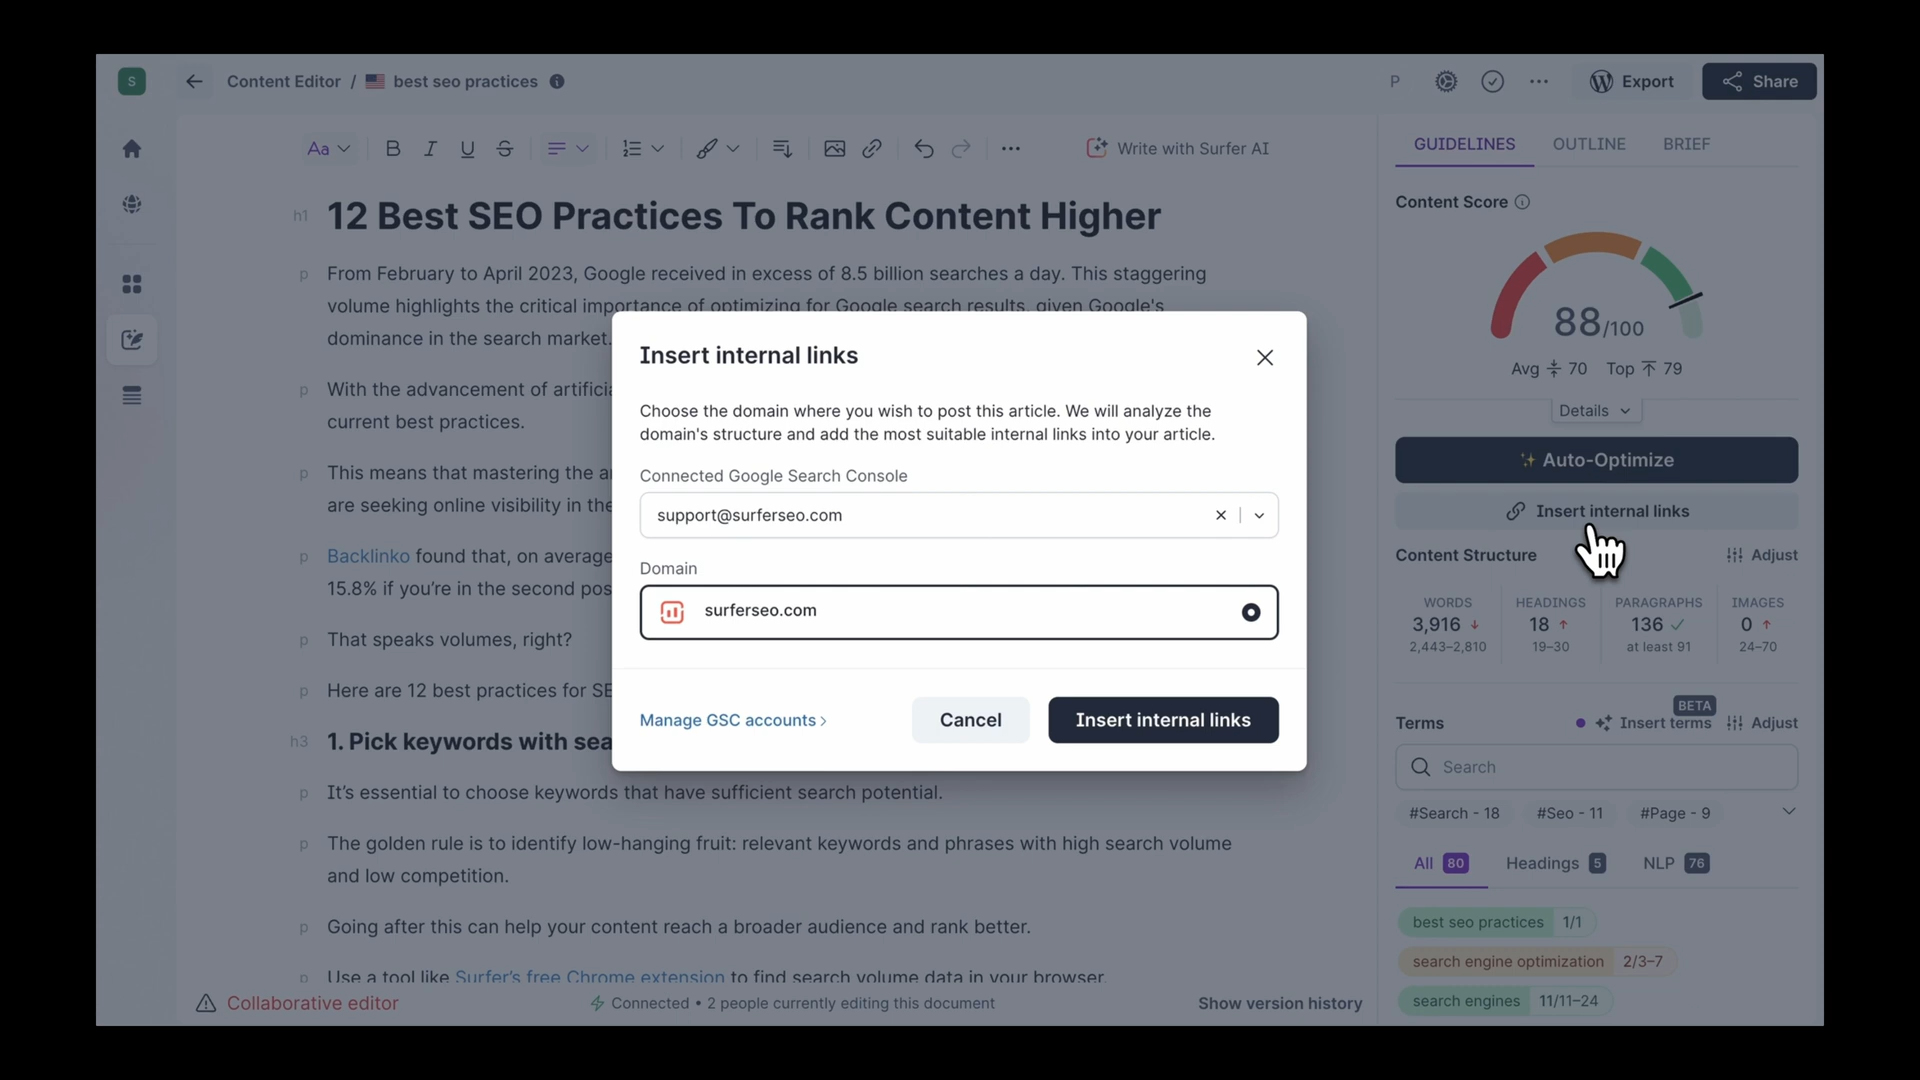 S
Content Editor / best seo practices
P
Export
Share
Aa
Write with Surfer AI
GUIDELINES
OUTLINE
BRIEF
h1
12 Best SEO Practices To Rank Content Higher
p
From February to April 2023, Google received in excess of 8.5 billion searches a day. This staggering
volume highlights the critical importance of optimizing for Google search results, given Google's
dominance in the search market.
p
With the advancement of artificia
current best practices.
p
This means that mastering the a
are seeking online visibility in the
p
Backlinko found that, on average
15.8% if you're in the second pos
p
That speaks volumes, right?
p
Here are 12 best practices for SE
h3
1. Pick keywords with sea
p
It's essential to choose keywords that have sufficient search potential.
p
The golden rule is to identify low-hanging fruit: relevant keywords and phrases with high search volume
and low competition.
p
Going after this can help your content reach a broader audience and rank better.
p
Use a tool like Surfer's free Chrome extension to find search volume data in your browser.
Collaborative editor
Connected • 2 people currently editing this document
Show version history
Insert internal links
Choose the domain where you wish to post this article. We will analyze the
domain's structure and add the most suitable internal links into your article.
Connected Google Search Console
support@surferseo.com
Domain
surferseo.com
Manage GSC accounts
Cancel
Insert internal links
Content Score
88/100
Avg 70 Top 79
Details
Auto-Optimize
Insert internal links
Content Structure
Adjust
WORDS
3,916
2,443–2,810
HEADINGS
18
19–30
PARAGRAPHS
136
at least 91
IMAGES
0
24–70
BETA
Terms
Insert terms
Adjust
Search
#Search - 18
#Seo - 11
#Page - 9
All 80
Headings 5
NLP 76
best seo practices 1/1
search engine optimization 2/3–7
search engines 11/11–24